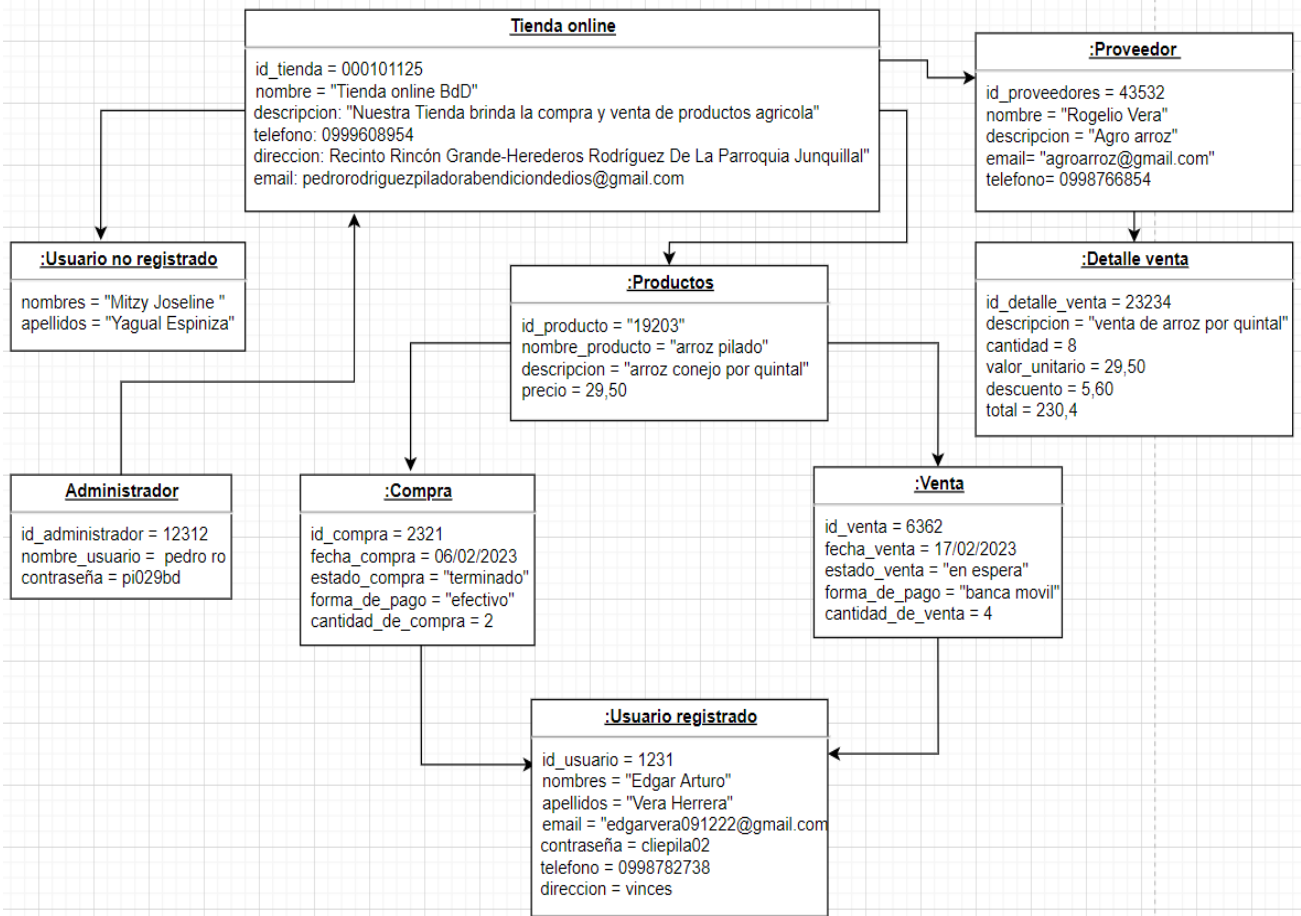 Tienda online
id_tienda = 000101125
nombre = "Tienda online BdD"
descripcion: "Nuestra Tienda brinda la compra y venta de productos agricola"
telefono: 0999608954
direccion: Recinto Rincón Grande-Herederos Rodríguez De La Parroquia Junquillal"
email: pedrorodriguezpiladorabendiciondedios@gmail.com
:Proveedor
id_proveedores = 43532
nombre = "Rogelio Vera"
descripcion = "Agro arroz"
email= "agroarroz@gmail.com"
telefono= 0998766854
:Usuario no registrado
nombres = "Mitzy Joseline "
apellidos = "Yagual Espiniza"
:Productos
id_producto = "19203"
nombre_producto = "arroz pilado"
descripcion = "arroz conejo por quintal"
precio = 29,50
:Detalle venta
id_detalle_venta = 23234
descripcion = "venta de arroz por quintal"
cantidad = 8
valor_unitario = 29,50
descuento = 5,60
total = 230,4
Administrador
id_administrador = 12312
nombre_usuario = pedro ro
contraseña = pi029bd
:Compra
id_compra = 2321
fecha_compra = 06/02/2023
estado_compra = "terminado"
forma_de_pago = "efectivo"
cantidad_de_compra = 2
:Venta
id_venta = 6362
fecha_venta = 17/02/2023
estado_venta = "en espera"
forma_de_pago = "banca movil"
cantidad_de_venta = 4
:Usuario registrado
id_usuario = 1231
nombres = "Edgar Arturo"
apellidos = "Vera Herrera"
email = "edgarvera091222@gmail.com
contraseña = cliepila02
telefono = 0998782738
direccion = vinces